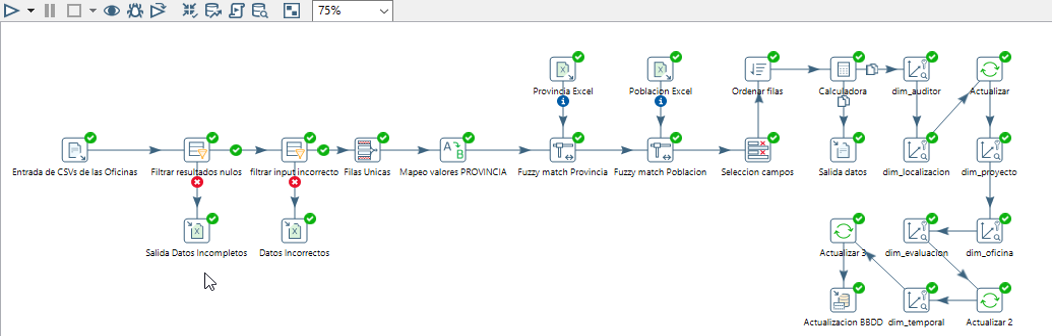 75%
Provincia Excel
Poblacion Excel
Ordenar filas
Calculadora
dim_auditor
Actualizar
Entrada de CSVs de las Oficinas
Filtrar resultados nulos
filtrar input incorrecto
Filas Unicas
Mapeo valores PROVINCIA
Fuzzy match Provincia
Fuzzy match Poblacion
Seleccion campos
Salida datos
dim_localizacion
dim_proyecto
Salida Datos Incompletos
Datos Incorrectos
Actualizar 3
dim_evaluacion
dim_oficina
Actualizacion BBDD
dim_temporal
Actualizar 2